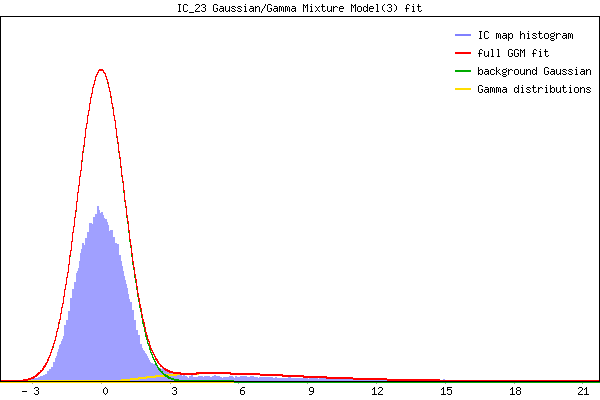 IC_23 Gaussian/Gamma Mixture Model(3) fit
IC map histogram
full GGM fit
background Gaussian
Gamma distributions
-3 0 3 6 9 12 15 18 21